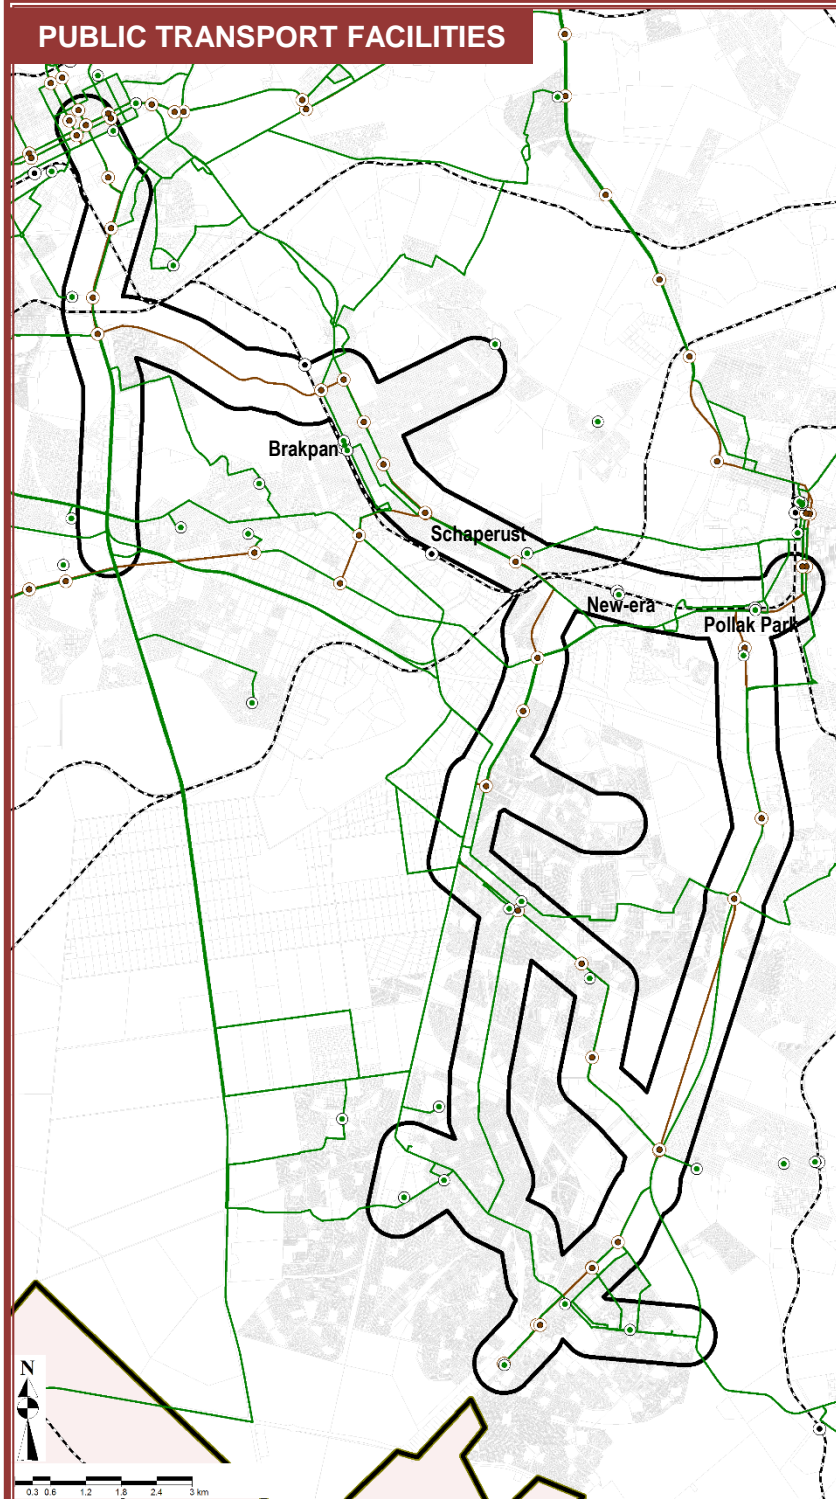 PUBLIC TRANSPORT FACILITIES
Brakpan
Schaperust
New-era
Pollak Park
N
0.3 0.6 1.2 1.8 2.4 3 km